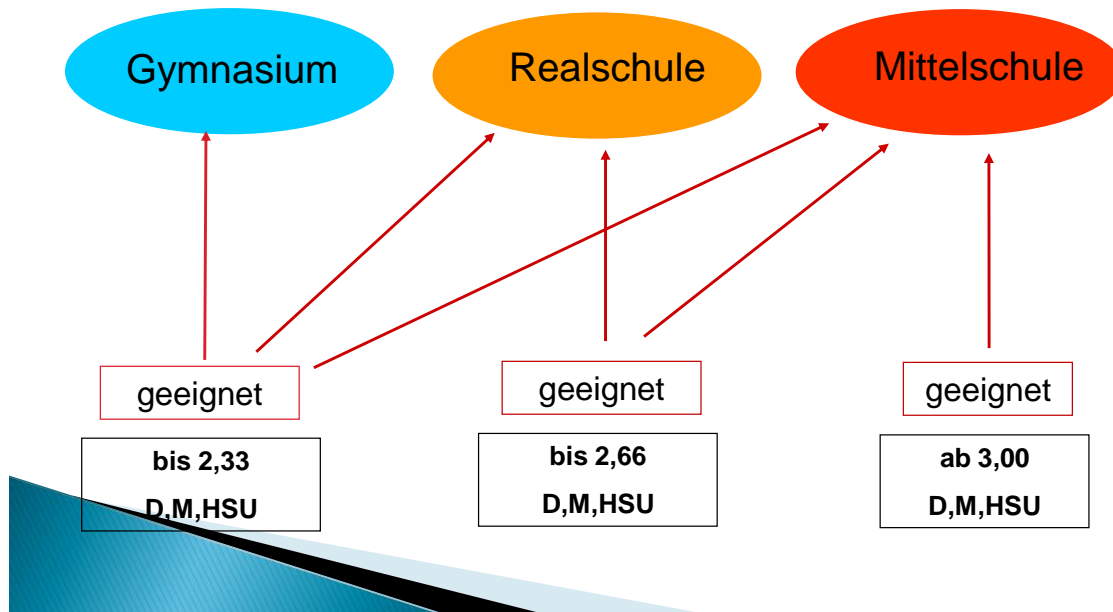 Gymnasium
Realschule
Mittelschule
geeignet
geeignet
geeignet
bis 2,33
D,M,HSU
bis 2,66
D,M,HSU
ab 3,00
D,M,HSU